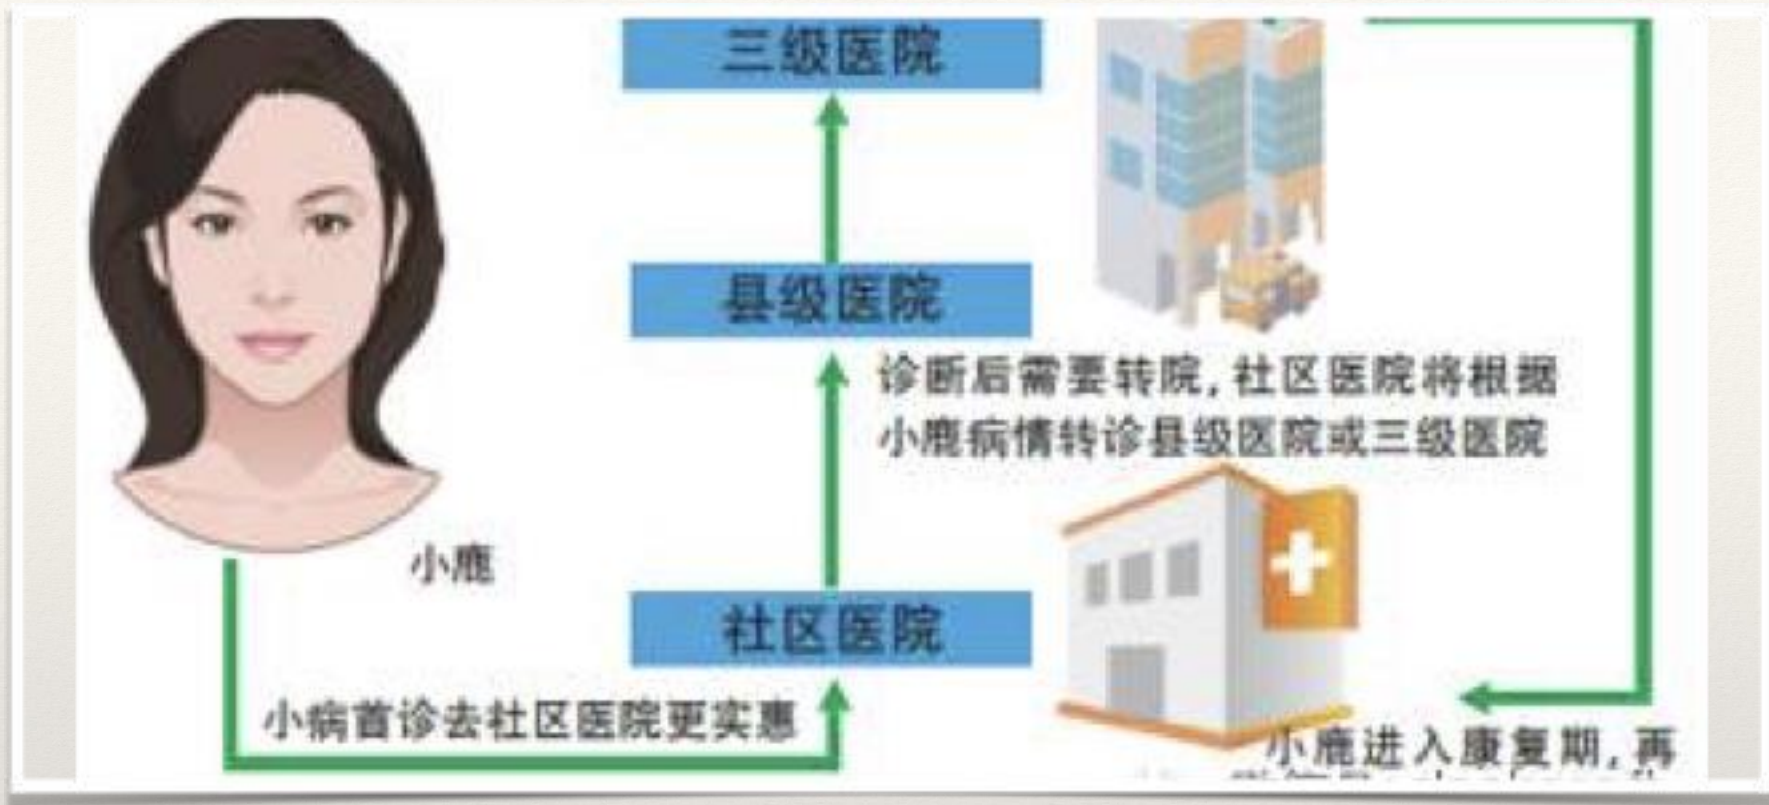 三级医院
县级医院
诊断后需要转院，社区医院将根据
小鹿病情转诊县级医院或三级医院
小鹿
社区医院
小病首诊去社区医院更实惠
小鹿进入康复期，再